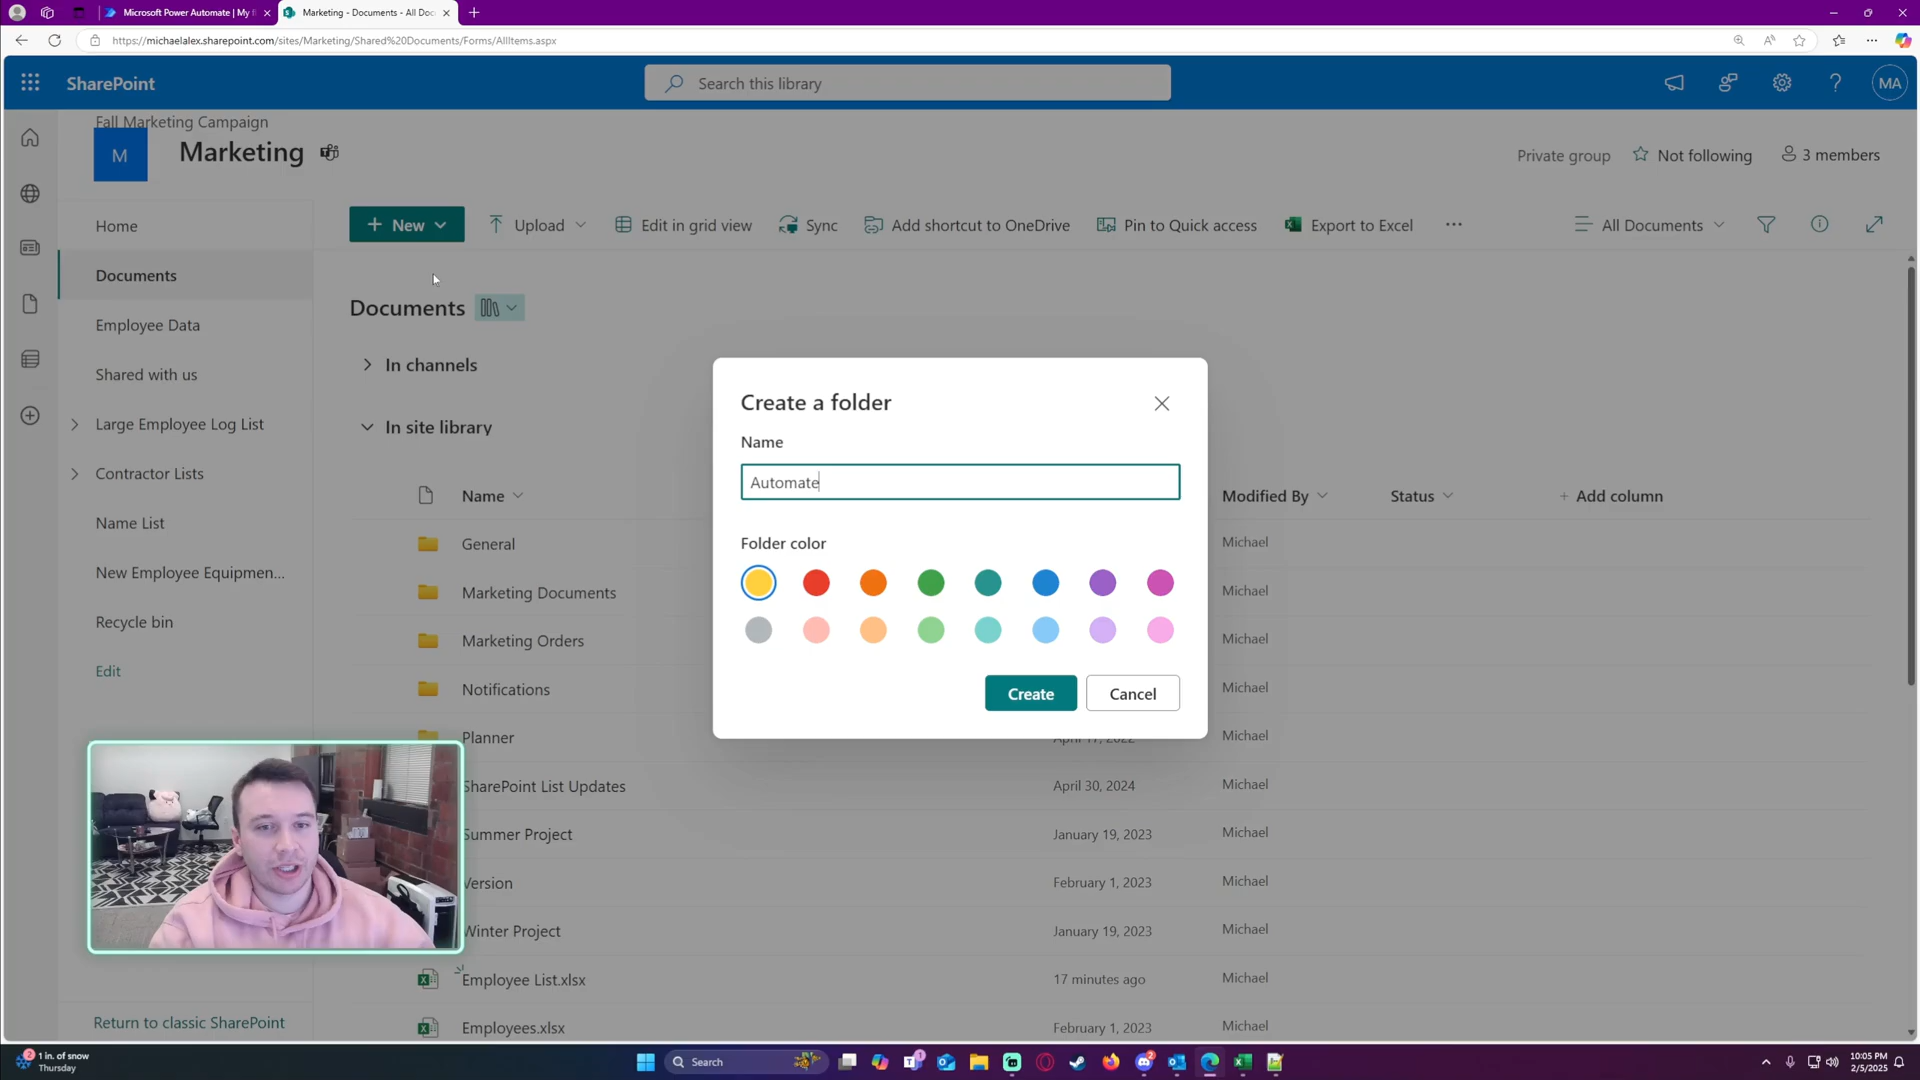 Microsoft Power Automate | My f
Marketing - Documents - All Doc
https://michaelalex.sharepoint.com/sites/Marketing/Shared%20Documents/Forms/AllItems.aspx
SharePoint
Search this library
MA
Fall Marketing Campaign
M
Marketing
Private group
Not following
3 members
Home
Documents
Employee Data
Shared with us
Large Employee Log List
Contractor Lists
Name List
New Employee Equipmen...
Recycle bin
Edit
Return to classic SharePoint
+ New
Upload
Edit in grid view
Sync
Add shortcut to OneDrive
Pin to Quick access
Export to Excel
...
All Documents
Documents
In channels
In site library
Name
Modified By
Status
+ Add column
General
Michael
Marketing Documents
Michael
Marketing Orders
Michael
Notifications
Michael
Planner
April 17, 2022
Michael
SharePoint List Updates
April 30, 2024
Michael
Summer Project
January 19, 2023
Michael
Version
February 1, 2023
Michael
Winter Project
January 19, 2023
Michael
Employee List.xlsx
17 minutes ago
Michael
Employees.xlsx
February 1, 2023
Michael
Create a folder
Name
Automate
Folder color
Create
Cancel
2
1 in. of snow
Thursday
Search
1
2
10:05 PM
2/5/2025